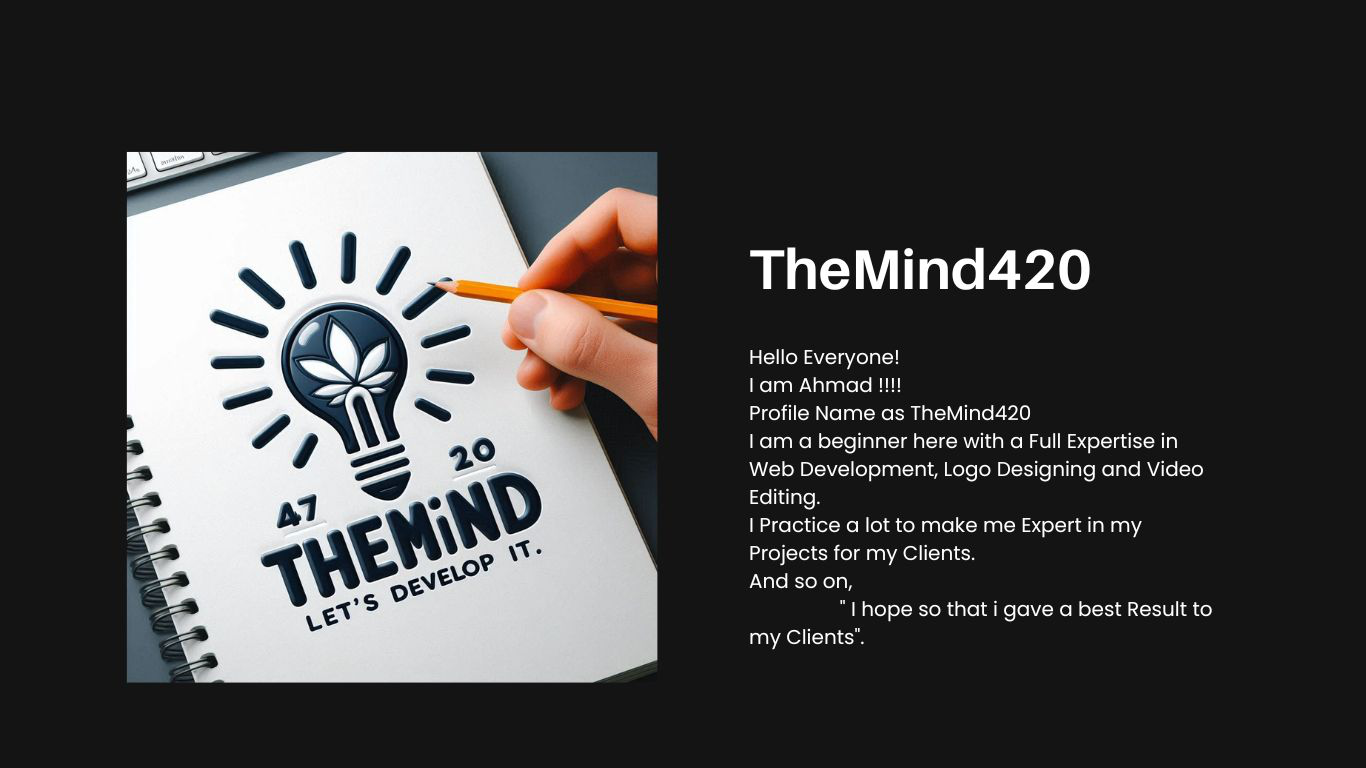 47
20
THEMiND
LET'S DEVELOP IT.
TheMind420
Hello Everyone!
I am Ahmad !!!!
Profile Name as TheMind420
I am a beginner here with a Full Expertise in
Web Development, Logo Designing and Video
Editing.
I Practice a lot to make me Expert in my
Projects for my Clients.
And so on,
" I hope so that i gave a best Result to
my Clients".